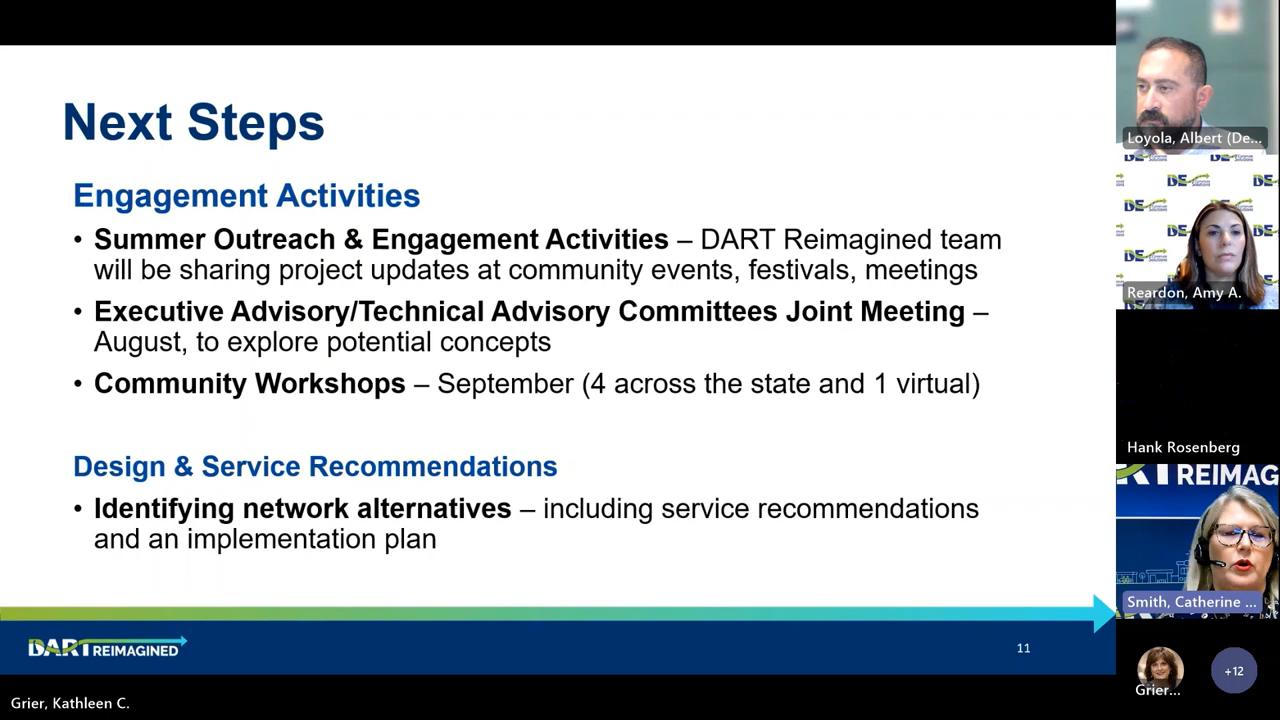 Next Steps
Engagement Activities
• Summer Outreach & Engagement Activities – DART Reimagined team
will be sharing project updates at community events, festivals, meetings
• Executive Advisory/Technical Advisory Committees Joint Meeting –
August, to explore potential concepts
• Community Workshops – September (4 across the state and 1 virtual)
Design & Service Recommendations
• Identifying network alternatives – including service recommendations
and an implementation plan
DART REIMAGINED
11
Grier, Kathleen C.
Loyola, Albert (De...
Reardon, Amy A.
Hank Rosenberg
RT REIMAG
Smith, Catherine ...
Grier...
+12